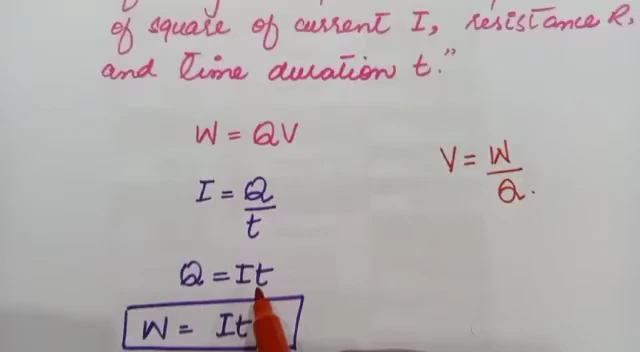 of square of current I, resistance R,
and time duration t."
W = QV
V = W/Q.
I = Q/t
Q = It
W = It